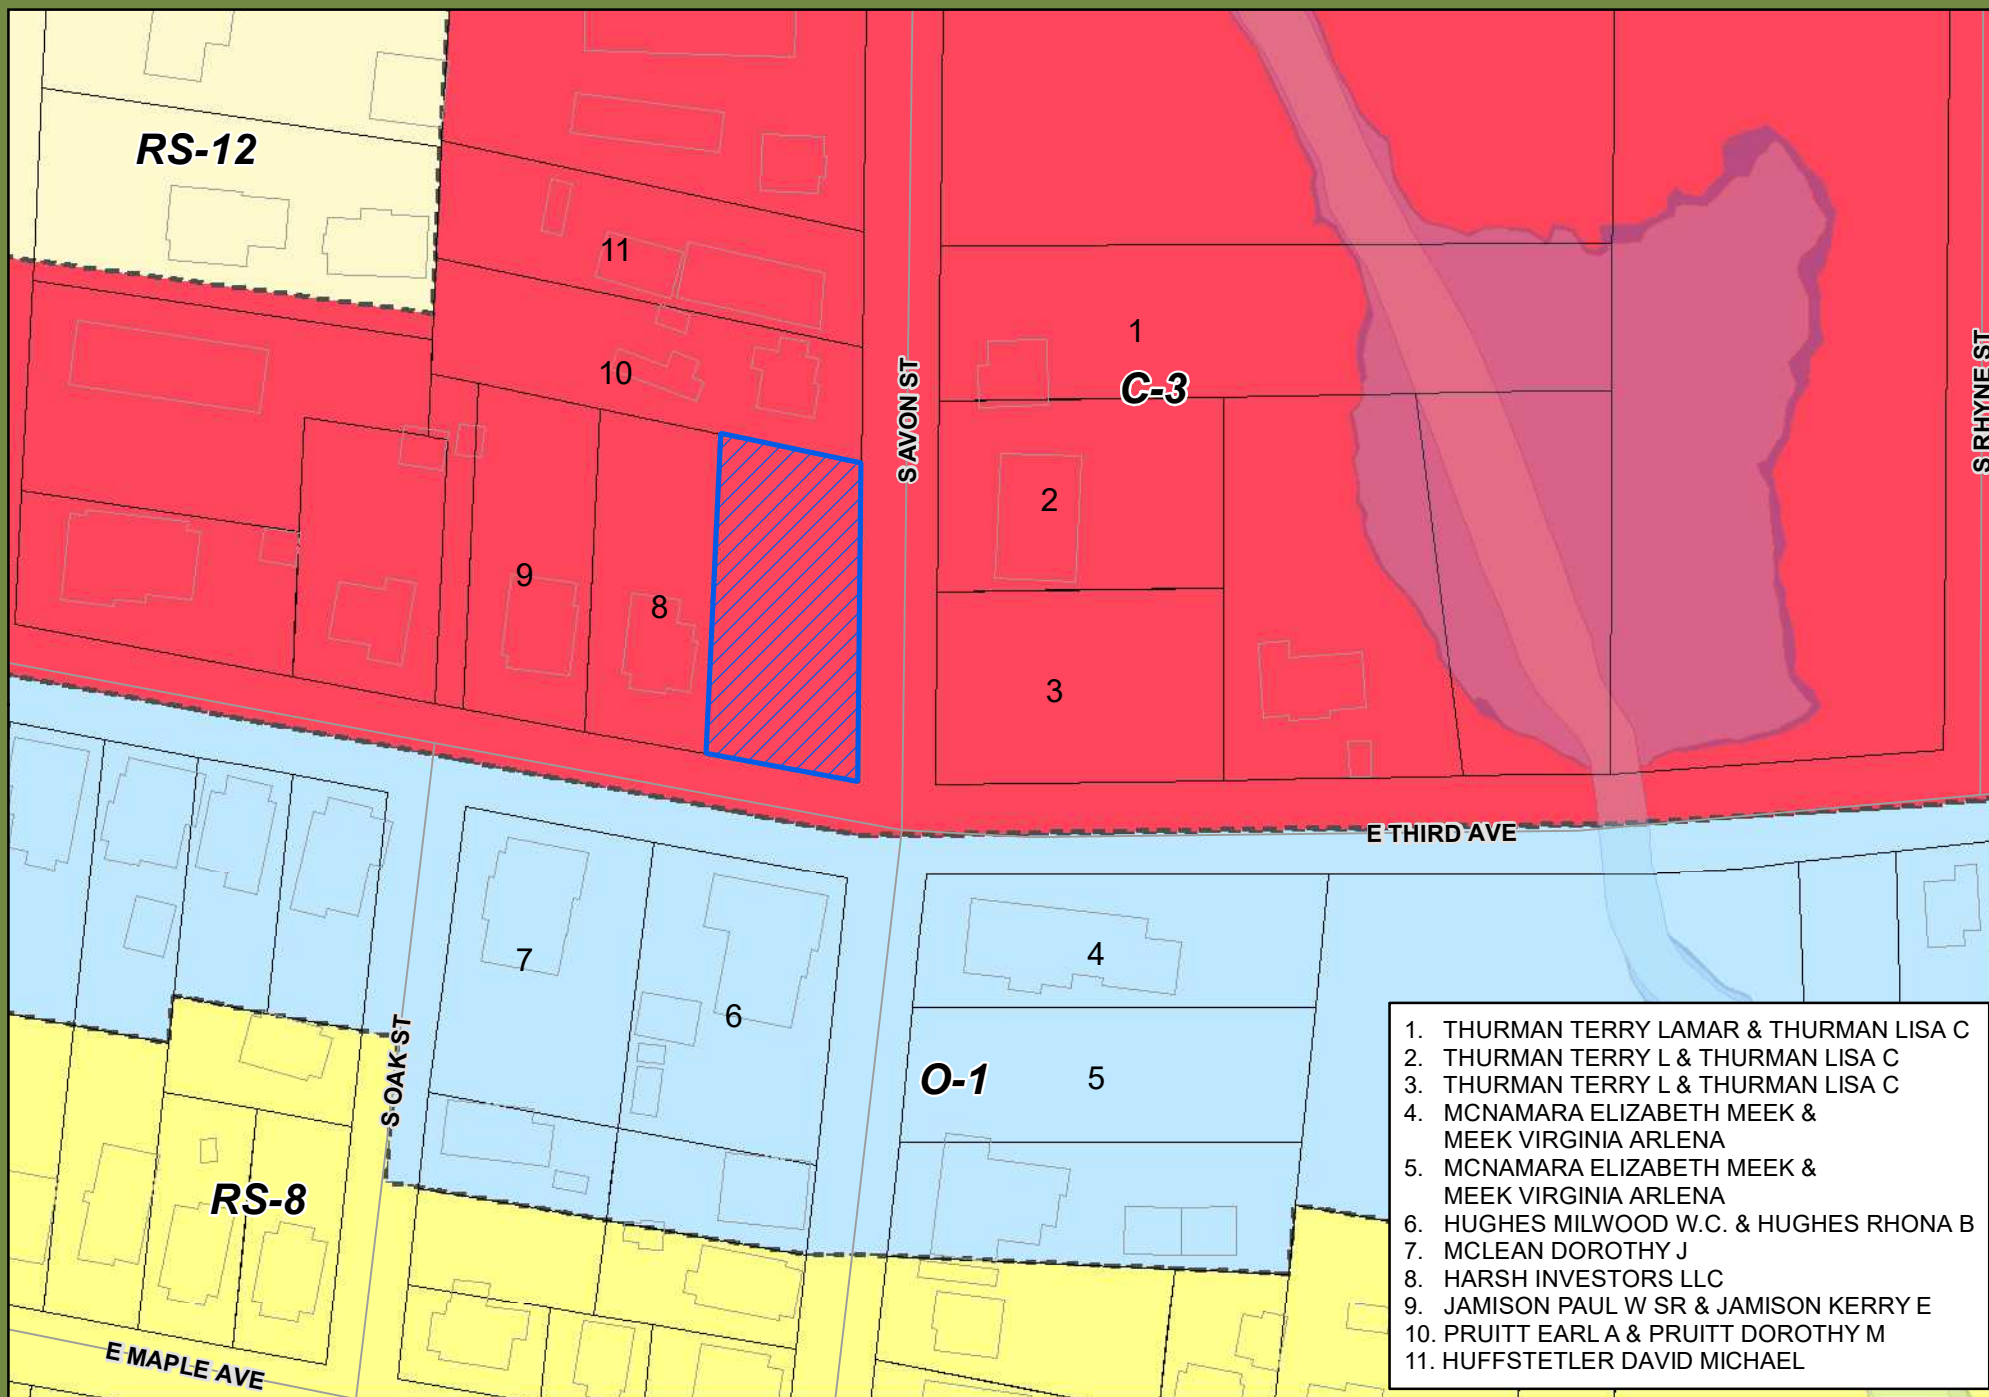 RS-12
11
1
10
C-3
S AVON ST
S RHYNE ST
2
9
8
3
E THIRD AVE
7
4
6
S OAK ST
O-1
5
RS-8
E MAPLE AVE
1. THURMAN TERRY LAMAR & THURMAN LISA C
2. THURMAN TERRY L & THURMAN LISA C
3. THURMAN TERRY L & THURMAN LISA C
4. MCNAMARA ELIZABETH MEEK &
MEEK VIRGINIA ARLENA
5. MCNAMARA ELIZABETH MEEK &
MEEK VIRGINIA ARLENA
6. HUGHES MILWOOD W.C. & HUGHES RHONA B
7. MCLEAN DOROTHY J
8. HARSH INVESTORS LLC
9. JAMISON PAUL W SR & JAMISON KERRY E
10. PRUITT EARL A & PRUITT DOROTHY M
11. HUFFSTETLER DAVID MICHAEL